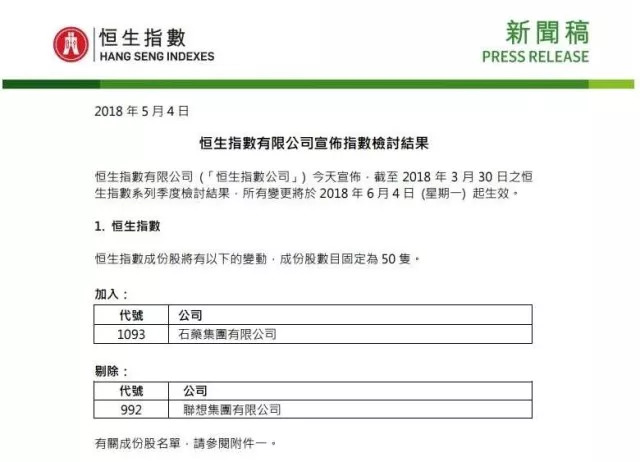 恒生指數
HANG SENG INDEXES
新聞稿
PRESS RELEASE
2018 年 5 月 4 日
恒生指數有限公司宣佈指數檢討結果
恒生指數有限公司 (「恒生指數公司」) 今天宣佈，截至 2018 年 3 月 30 日之恒
生指數系列季度檢討結果，所有變更將於 2018 年 6 月 4 日 (星期一) 起生效。
1. 恒生指數
恒生指數成份股將有以下的變動，成份股數目固定為 50 隻。
加入：
代號 公司
1093 石藥集團有限公司
剔除：
代號 公司
992 聯想集團有限公司
有關成份股名單，請參閱附件一。